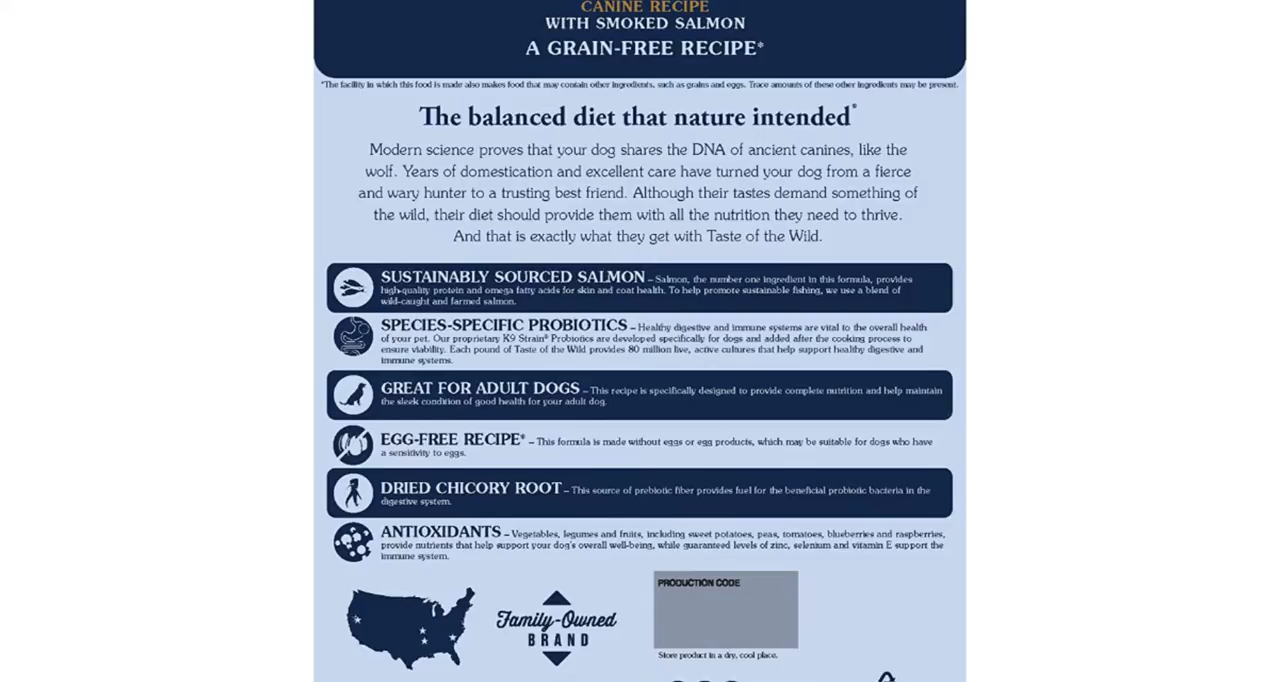 CANINE RECIPE
WITH SMOKED SALMON
A GRAIN-FREE RECIPE*
*The facility in which this food is made also makes food that may contain other ingredients, such as grains and eggs. Trace amounts of these other ingredients may be present.
The balanced diet that nature intended®
Modern science proves that your dog shares the DNA of ancient canines, like the
wolf. Years of domestication and excellent care have turned your dog from a fierce
and wary hunter to a trusting best friend. Although their tastes demand something of
the wild, their diet should provide them with all the nutrition they need to thrive.
And that is exactly what they get with Taste of the Wild.
SUSTAINABLY SOURCED SALMON – Salmon, the number one ingredient in this formula, provides
high-quality protein and omega fatty acids for skin and coat health. To help promote sustainable fishing, we use a blend of
wild-caught and farmed salmon.
SPECIES-SPECIFIC PROBIOTICS – Healthy digestive and immune systems are vital to the overall health
of your pet. Our proprietary K9 Strain® Probiotics are developed specifically for dogs and added after the cooking process to
ensure viability. Each pound of Taste of the Wild provides 80 million live, active cultures that help support healthy digestive and
immune systems.
GREAT FOR ADULT DOGS – This recipe is specifically designed to provide complete nutrition and help maintain
the sleek condition of good health for your adult dog.
EGG-FREE RECIPE* – This formula is made without eggs or egg products, which may be suitable for dogs who have
a sensitivity to eggs.
DRIED CHICORY ROOT – This source of prebiotic fiber provides fuel for the beneficial probiotic bacteria in the
digestive system.
ANTIOXIDANTS – Vegetables, legumes and fruits, including sweet potatoes, peas, tomatoes, blueberries and raspberries,
provide nutrients that help support your dog's overall well-being, while guaranteed levels of zinc, selenium and vitamin E support the
immune system.
Family-Owned
BRAND
PRODUCTION CODE
Store product in a dry, cool place.